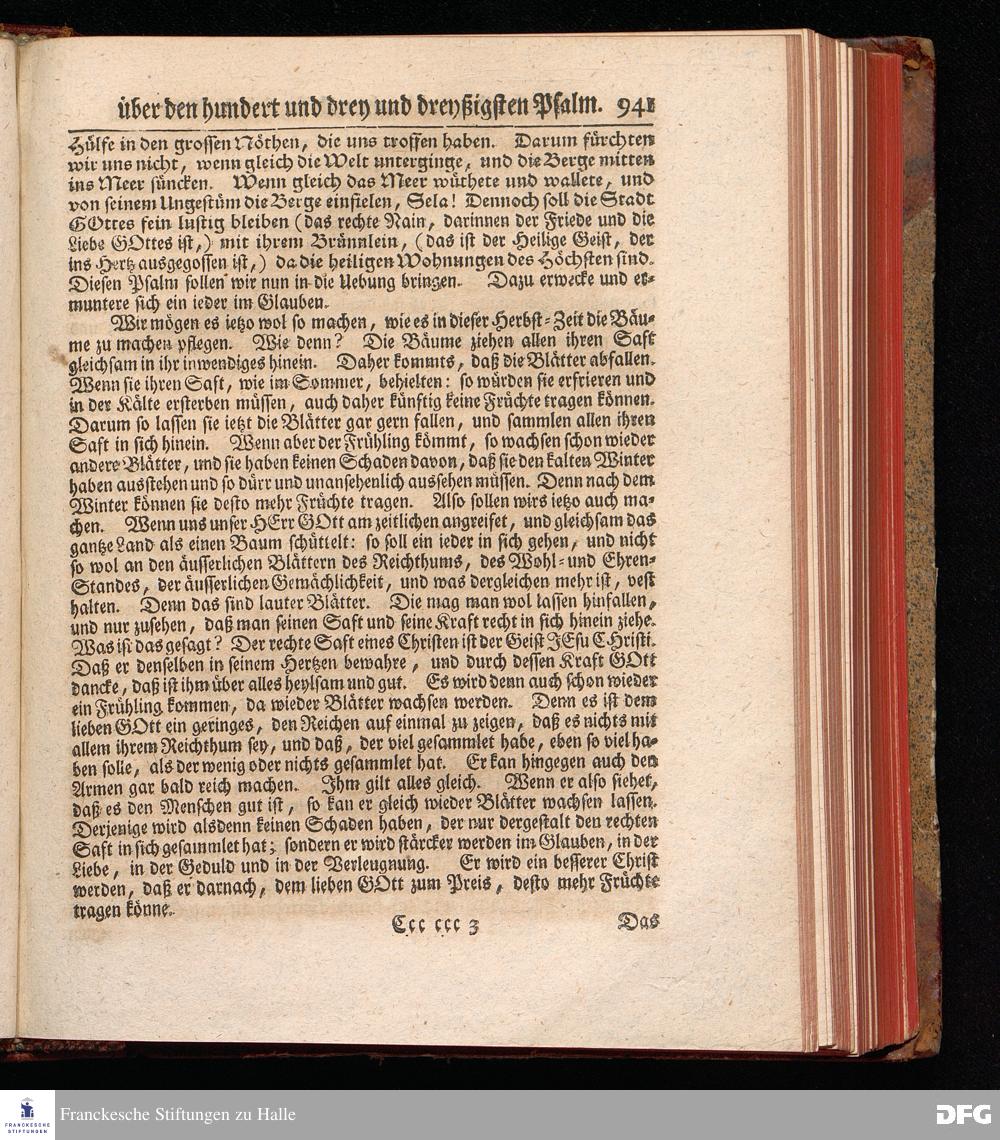 über den hundert und drey und dreyßigsten Psalm. 941
Hülfe in den grossen Nöthen, die uns troffen haben. Darum fürchten
wir uns nicht, wenn gleich die Welt unterginge, und die Berge mitten
ins Meer süncken. Wenn gleich das Meer wüthete und wallete, und
von seinem Ungestüm die Berge einfielen, Sela! Dennoch soll die Stadt
GOttes fein lustig bleiben (das rechte Nain, darinnen der Friede und die
Liebe GOttes ist,) mit ihrem Brünnlein, (das ist der Heilige Geist, der
ins Hertz ausgegossen ist,) da die heiligen Wohnungen des Höchsten sind.
Diesen Psalm sollen wir nun in die Uebung bringen. Dazu erwecke und er-
muntere sich ein ieder im Glauben.
Wir mögen es ietzo wol so machen, wie es in dieser Herbst-Zeit die Bäu-
me zu machen pflegen. Wie denn? Die Bäume ziehen allen ihren Saft
gleichsam in ihr inwendiges hinein. Daher kommts, daß die Blätter abfallen.
Wenn sie ihren Saft, wie im Sommer, behielten: so würden sie erfrieren und
in der Kälte ersterben müssen, auch daher künftig keine Früchte tragen können.
Darum so lassen sie ietzt die Blätter gar gern fallen, und sammlen allen ihren
Saft in sich hinein. Wenn aber der Frühling kömmt, so wachsen schon wieder
andere Blätter, und sie haben keinen Schaden davon, daß sie den kalten Winter
haben ausstehen und so dürr und unansehenlich aussehen müssen. Denn nach dem
Winter können sie desto mehr Früchte tragen. Also sollen wirs ietzo auch ma-
chen. Wenn uns unser HErr GOtt am zeitlichen angreifet, und gleichsam das
gantze Land als einen Baum schüttelt: so soll ein ieder in sich gehen, und nicht
so wol an den äusserlichen Blättern des Reichthums, des Wohl- und Ehren-
Standes, der äusserlichen Gemächlichkeit, und was dergleichen mehr ist, vest
halten. Denn das sind lauter Blätter. Die mag man wol lassen hinfallen,
und nur zusehen, daß man seinen Saft und seine Kraft recht in sich hinein ziehe.
Was ist das gesagt? Der rechte Saft eines Christen ist der Geist JEsu CHristi.
Daß er denselben in seinem Hertzen bewahre, und durch dessen Kraft GOtt
dancke, daß ist ihm über alles heylsam und gut. Es wird denn auch schon wieder
ein Frühling kommen, da wieder Blätter wachsen werden. Denn es ist dem
lieben GOtt ein geringes, den Reichen auf einmal zu zeigen, daß es nichts mit
allem ihrem Reichthum sey, und daß, der viel gesammlet habe, eben so viel ha-
ben solle, als der wenig oder nichts gesammlet hat. Er kan hingegen auch den
Armen gar bald reich machen. Ihm gilt alles gleich. Wenn er also siehet,
daß es den Menschen gut ist, so kan er gleich wieder Blätter wachsen lassen.
Derjenige wird alsdenn keinen Schaden haben, der nur dergestalt den rechten
Saft in sich gesammlet hat; sondern er wird stärcker werden im Glauben, in der
Liebe, in der Geduld und in der Verleugnung. Er wird ein besserer Christ
werden, daß er darnach, dem lieben GOtt zum Preis, desto mehr Früchte
tragen könne.
Ccc ccc 3 Das
FRANCKESCHE
STIFTUNGEN
Franckesche Stiftungen zu Halle
DFG